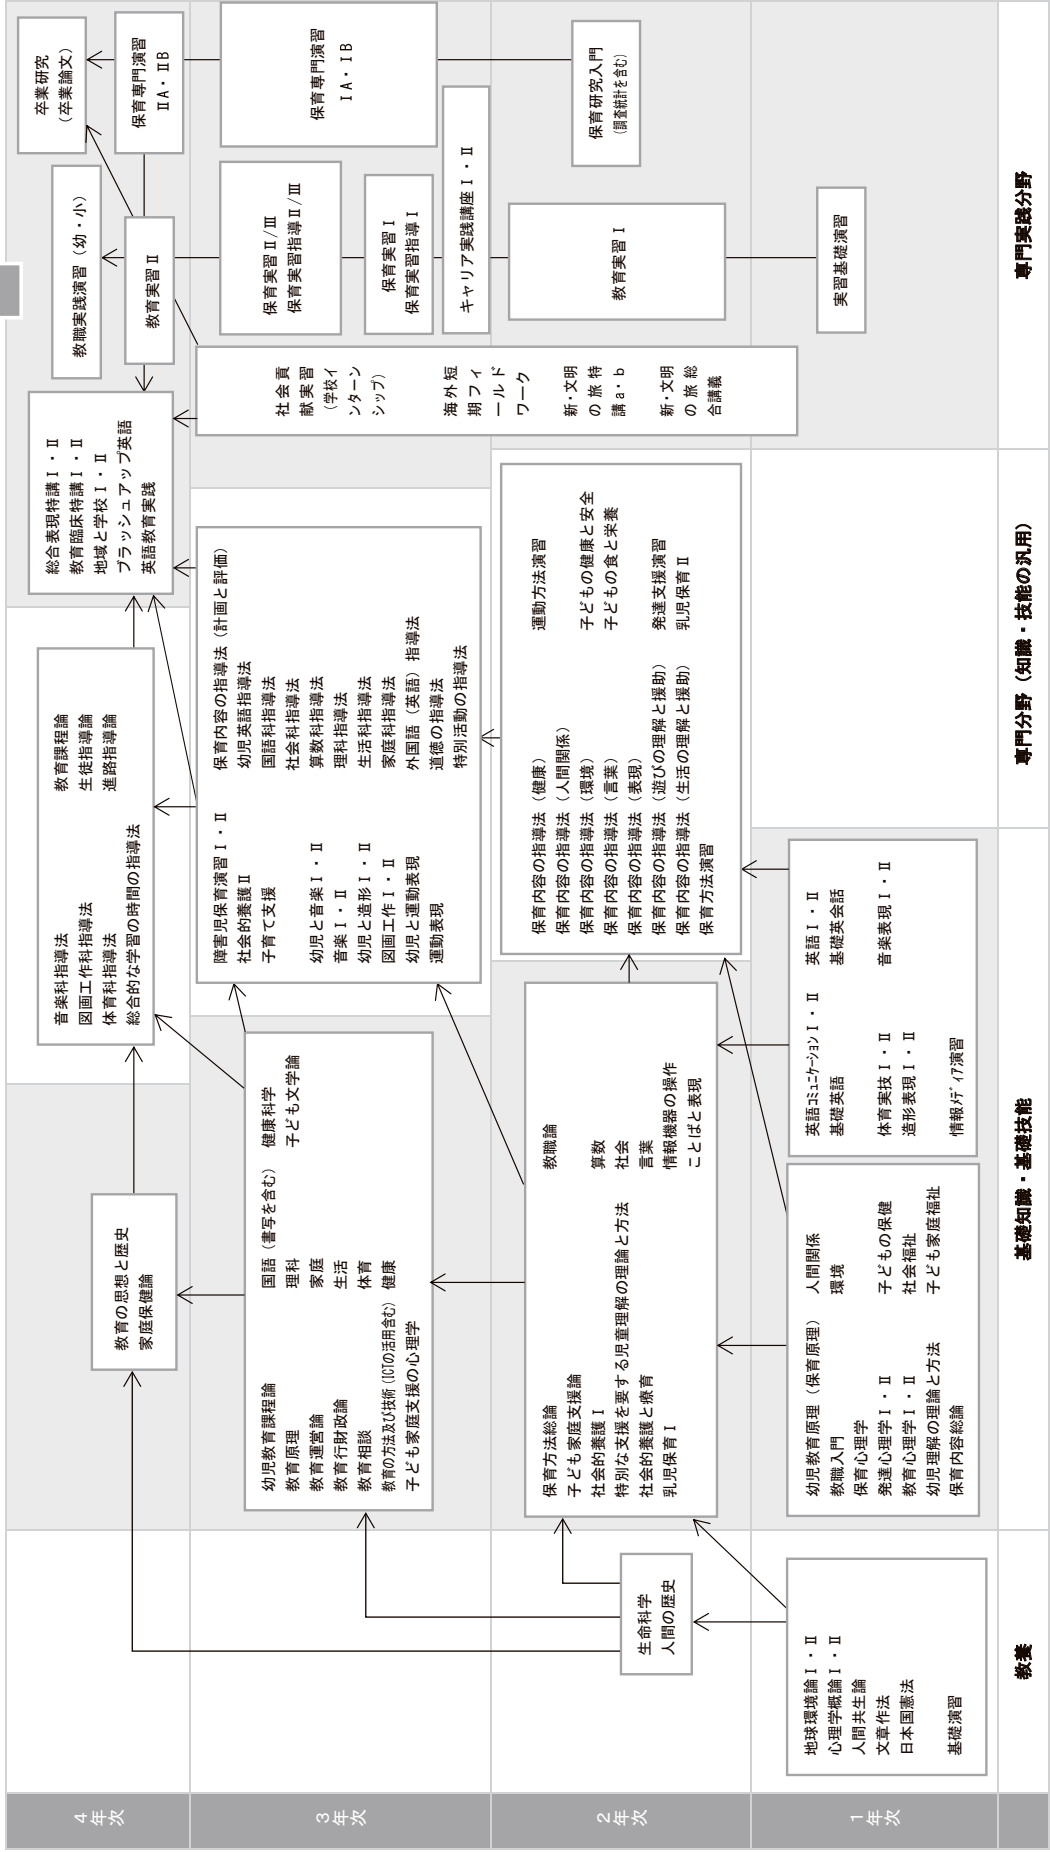 4年次
3年次
2年次
1年次
教育の思想と歴史
家庭保健論
音楽科指導法
図画工作科指導法
体育科指導法
総合的な学習の時間の指導法
教育課程論
生徒指導論
進路指導論
総合表現特講Ⅰ・Ⅱ
教育臨床特講Ⅰ・Ⅱ
地域と学校Ⅰ・Ⅱ
ブラッシュアップ英語
英語教育実践
教職実践演習（幼・小）
教育実習Ⅱ
卒業研究
（卒業論文）
保育専門演習
ⅡA・ⅡB
幼児教育課程論
教育原理
教育運営論
教育行財政論
教育相談
教育の方法及び技術（ICTの活用含む）
子ども家庭支援の心理学
国語（書写を含む）
理科
家庭
生活
体育
健康
健康科学
子ども文学論
障害児保育演習Ⅰ・Ⅱ
社会的養護Ⅱ
子育て支援
幼児と音楽Ⅰ・Ⅱ
音楽Ⅰ・Ⅱ
幼児と造形Ⅰ・Ⅱ
図画工作Ⅰ・Ⅱ
幼児と運動表現
運動表現
保育内容の指導法（計画と評価）
幼児英語指導法
国語科指導法
社会科指導法
算数科指導法
理科指導法
生活科指導法
家庭科指導法
外国語（英語）指導法
道徳の指導法
特別活動の指導法
社会貢
献実習
（学校イ
ンターン
シップ）
海外短
期フィ
ールド
ワーク
新・文明
の旅特
講a・b
新・文明
の旅総
合講義
保育実習Ⅱ/Ⅲ
保育実習指導Ⅱ/Ⅲ
保育実習Ⅰ
保育実習指導Ⅰ
キャリア実践講座Ⅰ・Ⅱ
保育専門演習
ⅠA・ⅠB
生命科学
人間の歴史
保育方法総論
子ども家庭支援論
社会的養護Ⅰ
特別な支援を要する児童理解の理論と方法
社会的養護と療育
乳児保育Ⅰ
教職論
算数
社会
言葉
情報機器の操作
ことばと表現
保育内容の指導法（健康）
保育内容の指導法（人間関係）
保育内容の指導法（環境）
保育内容の指導法（言葉）
保育内容の指導法（表現）
保育内容の指導法（遊びの理解と援助）
保育内容の指導法（生活の理解と援助）
保育方法演習
運動方法演習
子どもの健康と安全
子どもの食と栄養
発達支援演習
乳児保育Ⅱ
教育実習Ⅰ
保育研究入門
（調査統計を含む）
地球環境論Ⅰ・Ⅱ
心理学概論Ⅰ・Ⅱ
人間共生論
文章作法
日本国憲法
基礎演習
幼児教育原理（保育原理）
教職入門
保育心理学
発達心理学Ⅰ・Ⅱ
教育心理学Ⅰ・Ⅱ
幼児理解の理論と方法
保育内容総論
人間関係
環境
子どもの保健
社会福祉
子ども家庭福祉
英語ｺﾐｭﾆｹｰｼｮﾝⅠ・Ⅱ
基礎英語
体育実技Ⅰ・Ⅱ
造形表現Ⅰ・Ⅱ
情報ﾒﾃﾞｨｱ演習
英語Ⅰ・Ⅱ
基礎英会話
音楽表現Ⅰ・Ⅱ
実習基礎演習
教養
基礎知識・基礎技能
専門分野（知識・技能の汎用）
専門実践分野